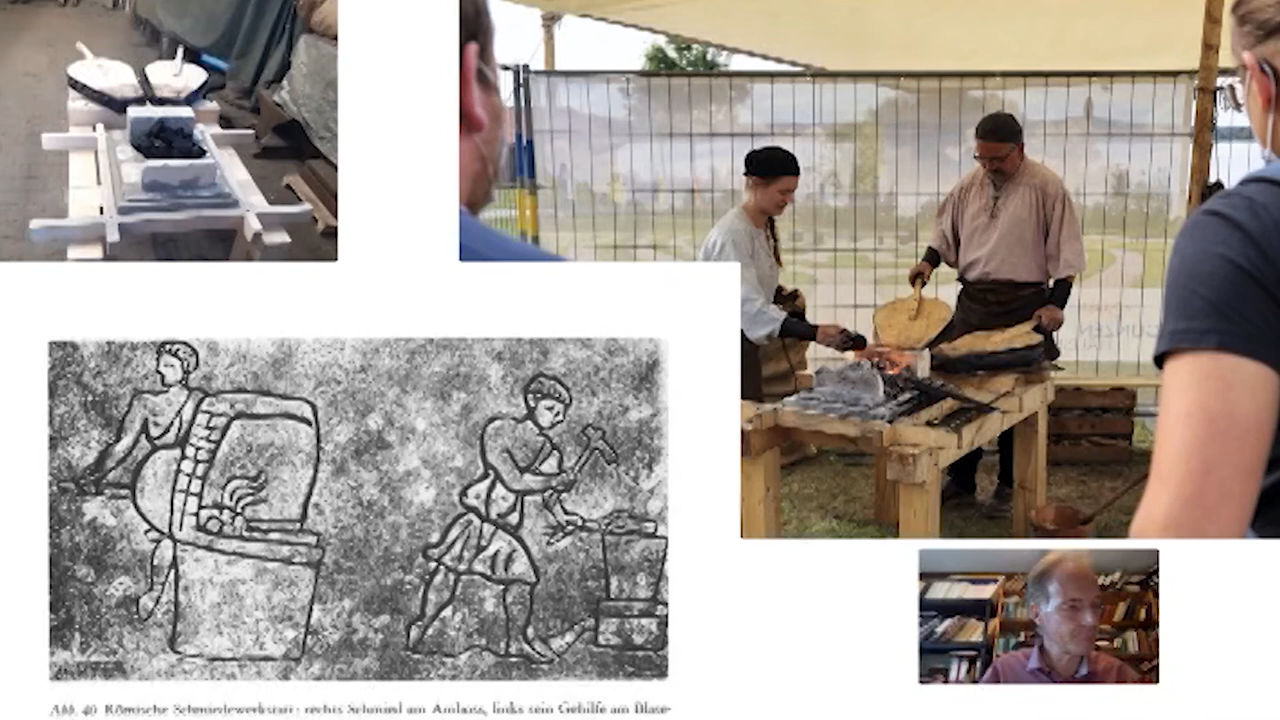 Abb. 40 Römische Schmiedewerkstatt: rechts Schmied am Amboss, links sein Gehilfe am Blase-